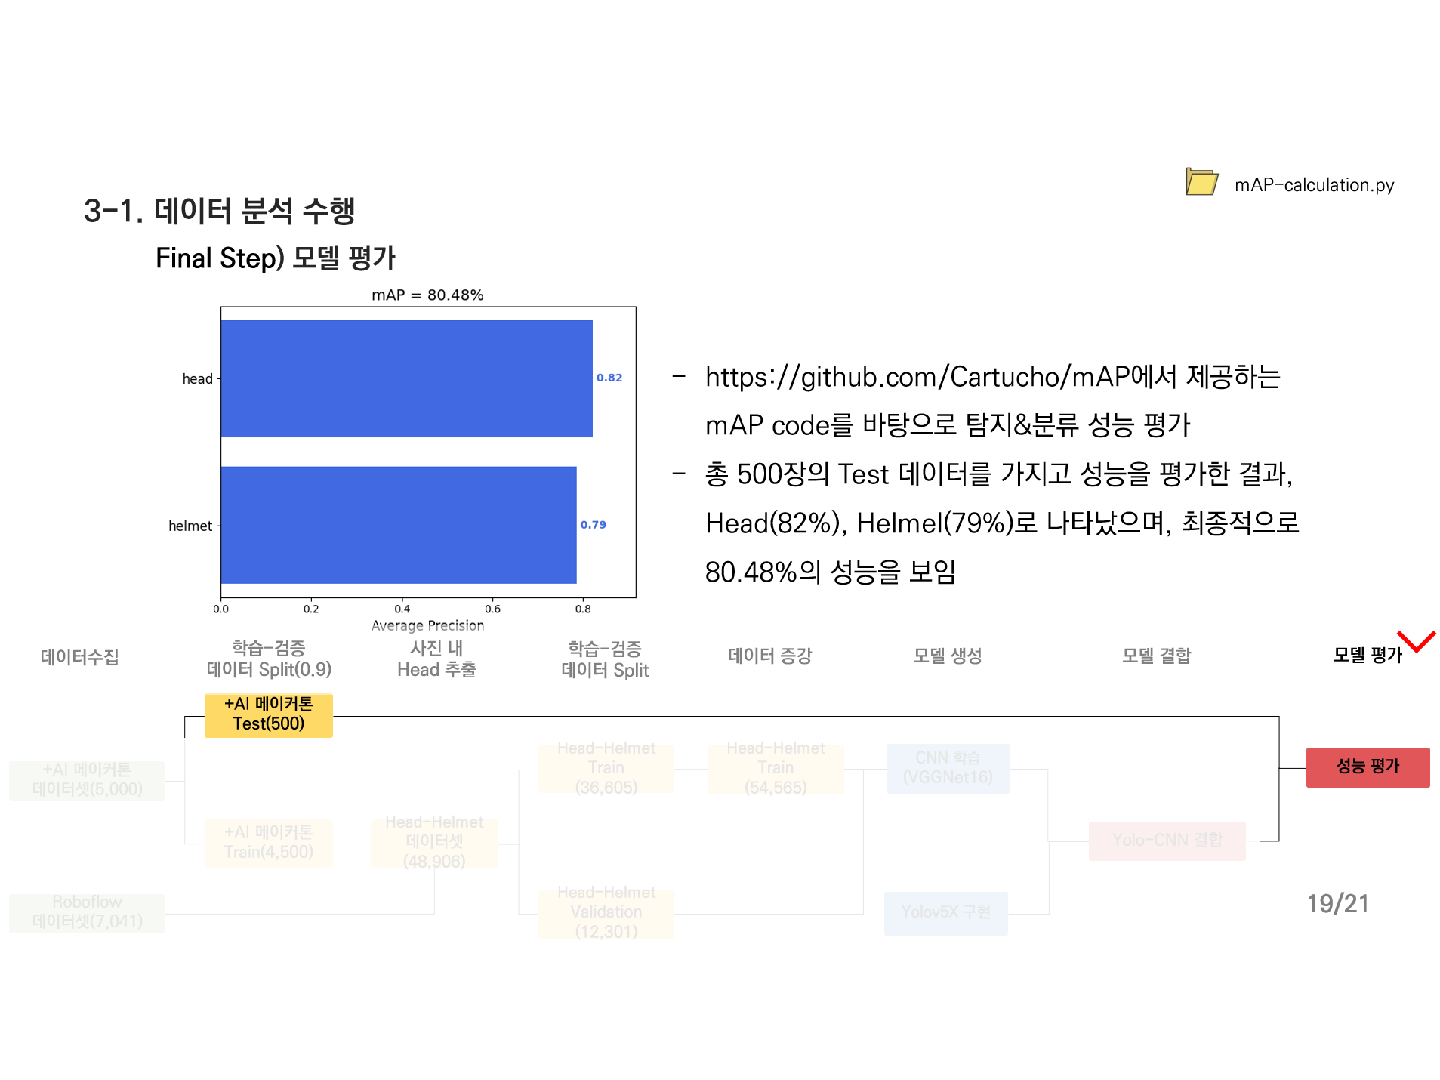 mAP-calculation.py
3-1. 데이터 분석 수행
Final Step) 모델 평가
mAP = 80.48%
head
0.82
helmet
0.79
0.0 0.2 0.4 0.6 0.8
Average Precision
- https://github.com/Cartucho/mAP에서 제공하는
mAP code를 바탕으로 탐지&분류 성능 평가
- 총 500장의 Test 데이터를 가지고 성능을 평가한 결과,
Head(82%), Helmel(79%)로 나타났으며, 최종적으로
80.48%의 성능을 보임
데이터수집
학습-검증
데이터 Split(0.9)
사진 내
Head 추출
학습-검증
데이터 Split
데이터 증강
모델 생성
모델 결합
모델 평가
+AI 메이커톤
Test(500)
+AI 메이커톤
데이터셋(5,000)
+AI 메이커톤
Train(4,500)
Roboflow
데이터셋(7,041)
Head-Helmet
데이터셋
(48,906)
Head-Helmet
Train
(36,605)
Head-Helmet
Validation
(12,301)
Head-Helmet
Train
(54,565)
CNN 학습
(VGGNet16)
Yolov5X 구현
Yolo-CNN 결합
성능 평가
19/21